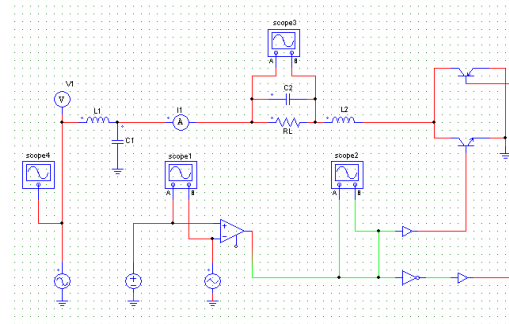 scope3
A B
V1
L1
C2
L2
I1
V
A
RL
C1
scope4
scope1
scope2
A B
A B